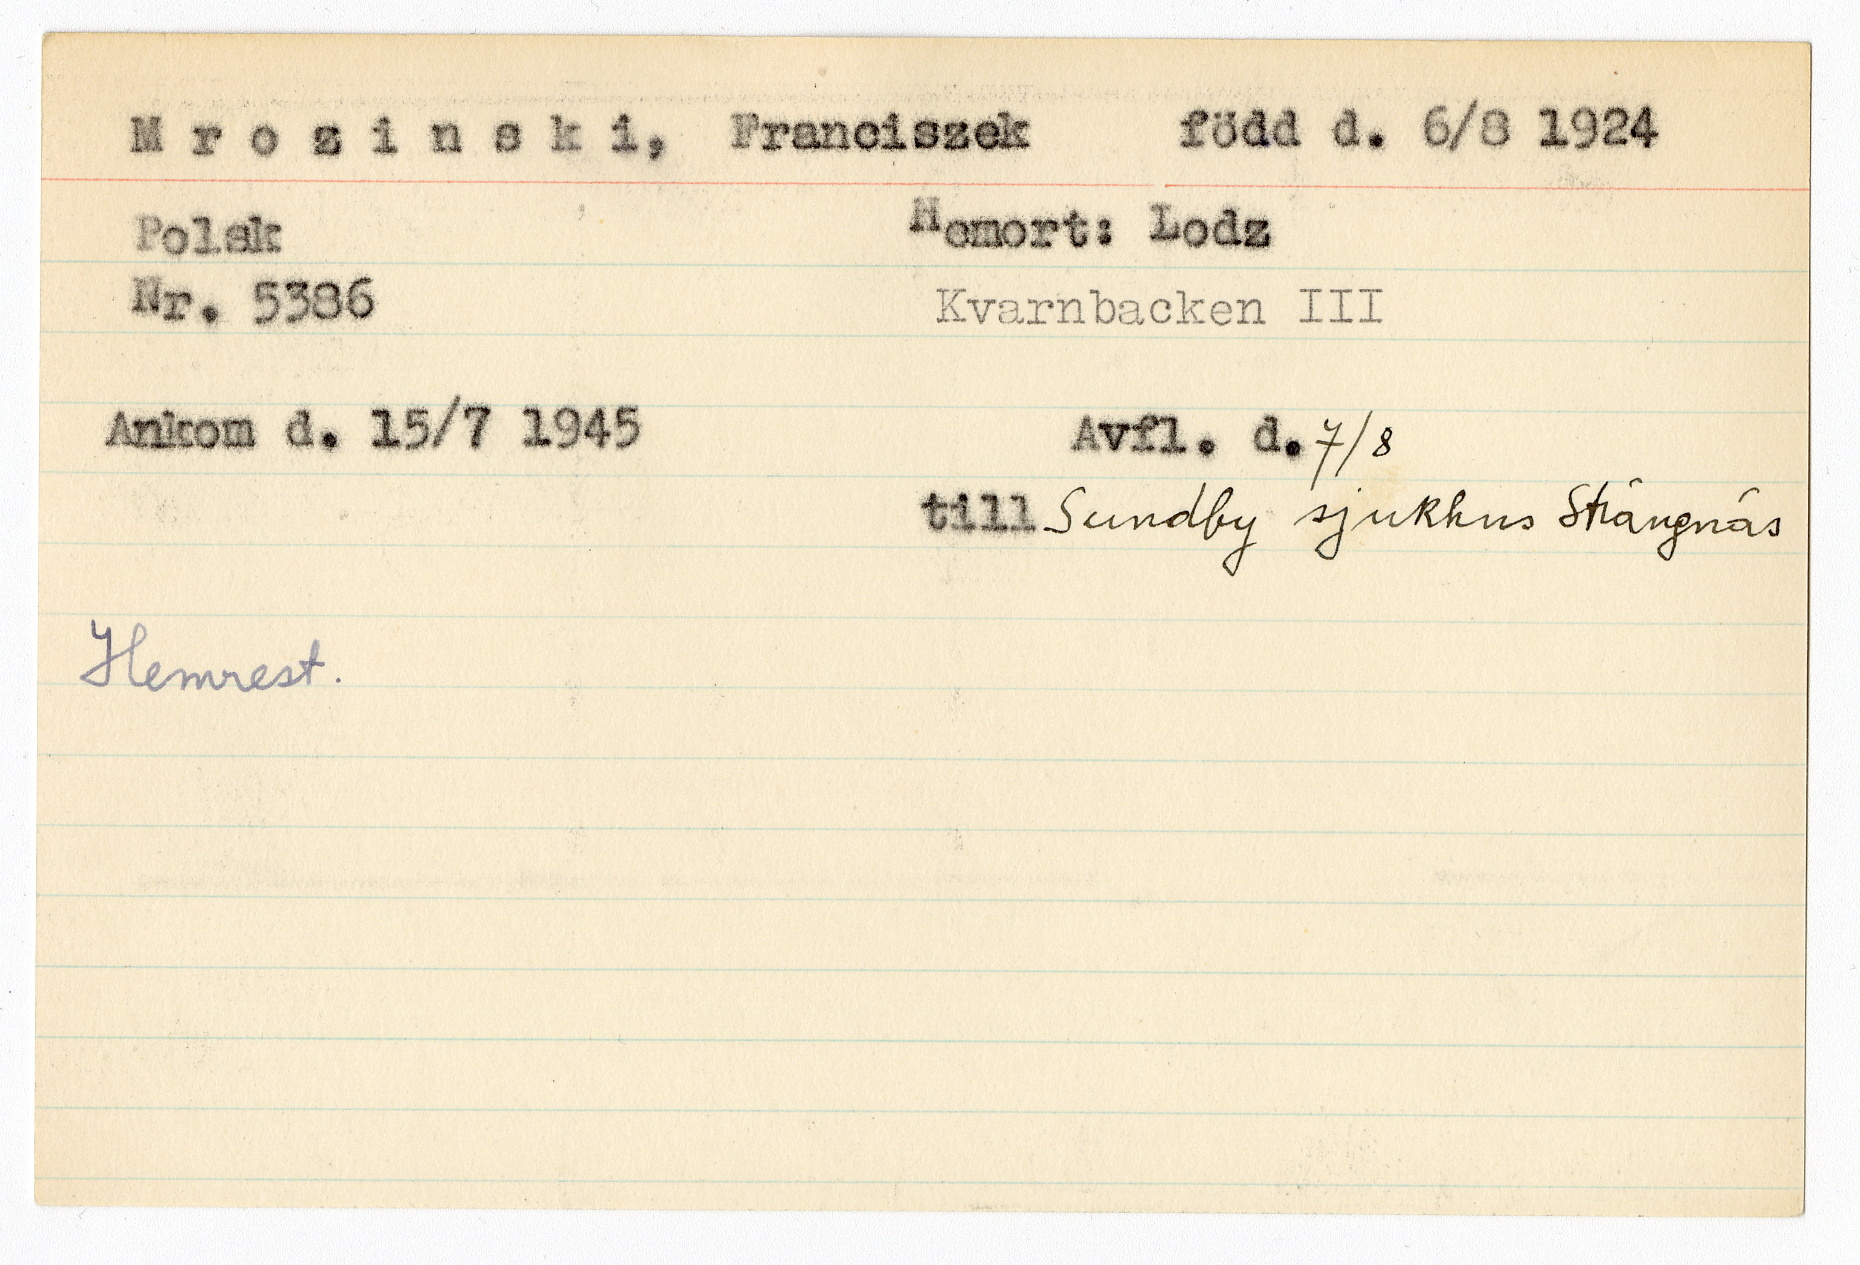 Mrozinski, Franciszek född d. 6/8 1924
Polsk Hemort: Lodz
Nr. 5386 Kvarnbacken III
Ankom d. 15/7 1945 Avfl. d. 7/8
till Sundby sjukhus Strängnäs
Hemrest.